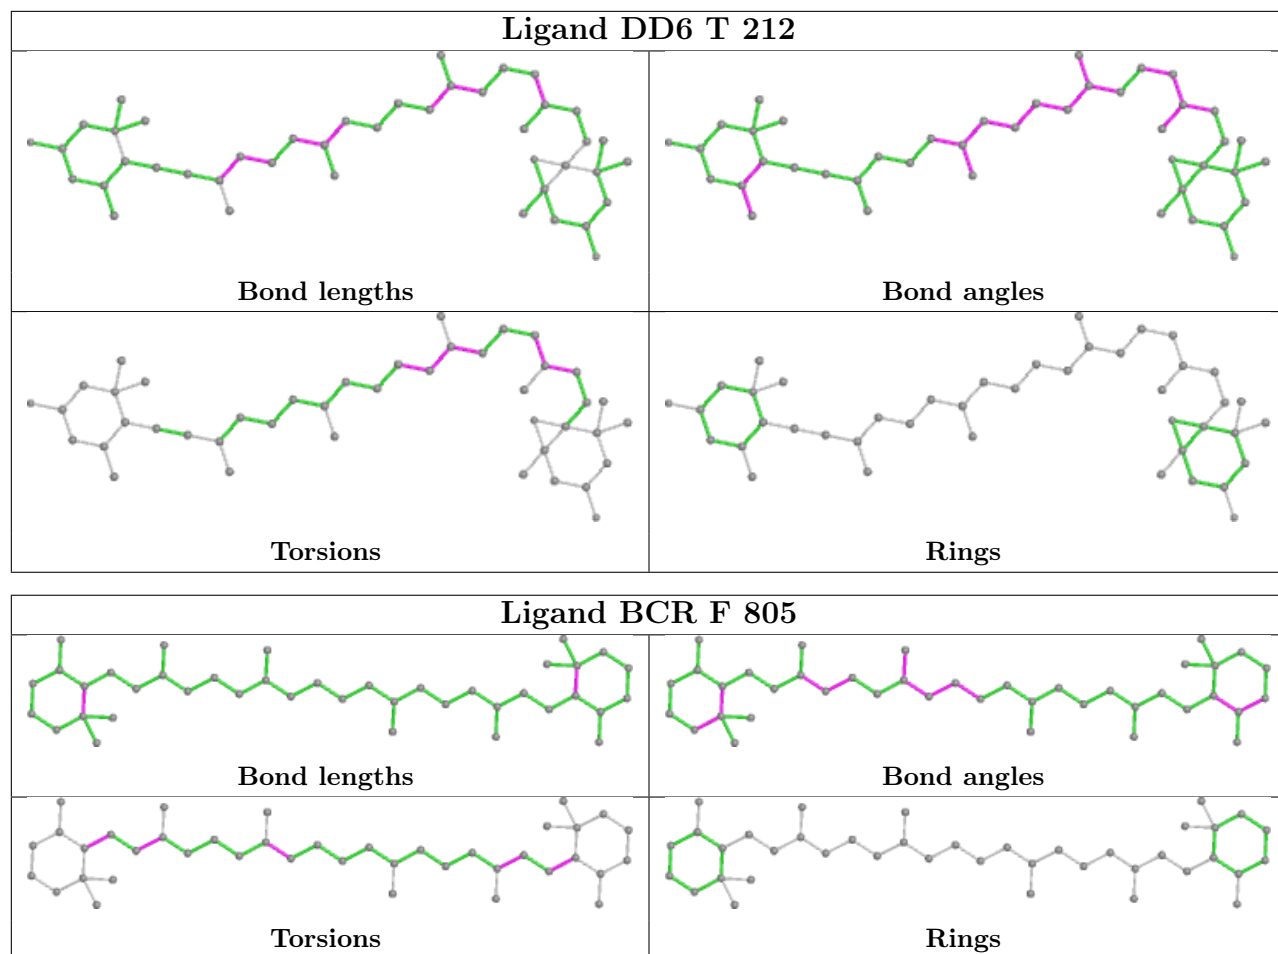 Ligand DD6 T 212
Bond lengths
Bond angles
Torsions
Rings
Ligand BCR F 805
Bond lengths
Bond angles
Torsions
Rings